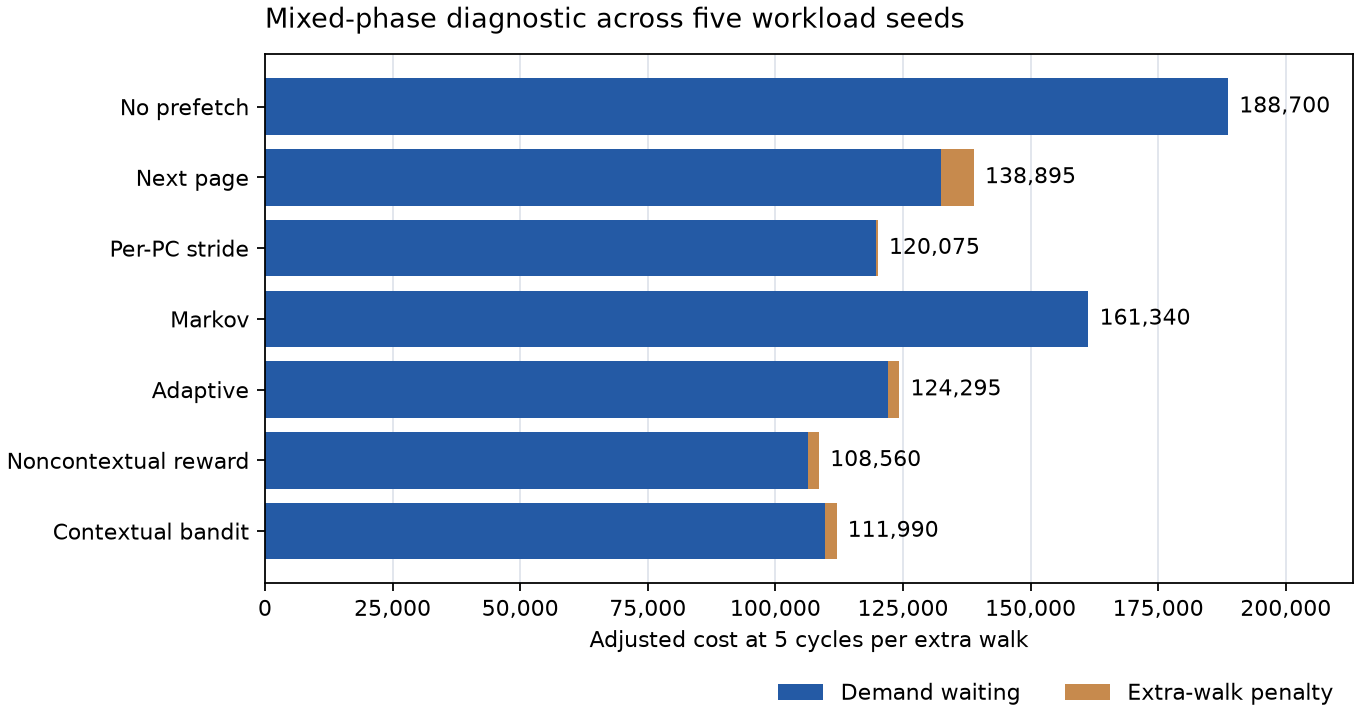 Mixed-phase diagnostic across five workload seeds
No prefetch
188,700
Next page
138,895
Per-PC stride
120,075
Markov
161,340
Adaptive
124,295
Noncontextual reward
108,560
Contextual bandit
111,990
0 25,000 50,000 75,000 100,000 125,000 150,000 175,000 200,000
Adjusted cost at 5 cycles per extra walk
Demand waiting Extra-walk penalty